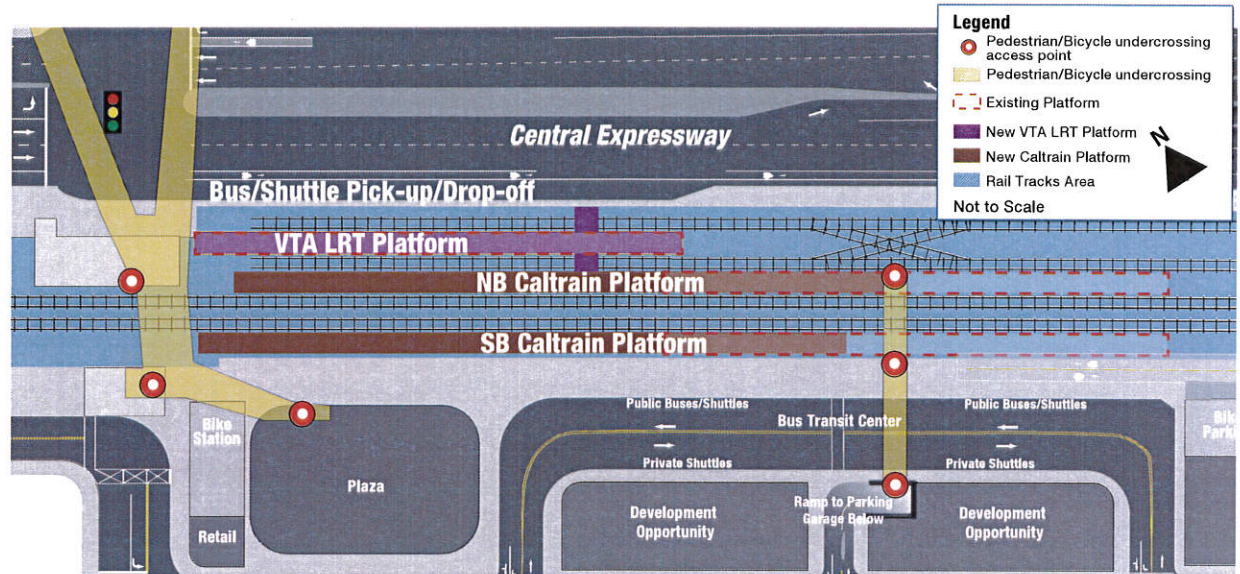 Legend
Pedestrian/Bicycle undercrossing
access point
Pedestrian/Bicycle undercrossing
Existing Platform
New VTA LRT Platform
New Caltrain Platform
Rail Tracks Area
Not to Scale
N
Central Expressway
Bus/Shuttle Pick-up/Drop-off
VTA LRT Platform
NB Caltrain Platform
SB Caltrain Platform
Public Buses/Shuttles
Public Buses/Shuttles
Bus Transit Center
Bike
Station
Private Shuttles
Private Shuttles
Plaza
Ramp to Parking
Garage Below
Development
Opportunity
Development
Opportunity
Retail